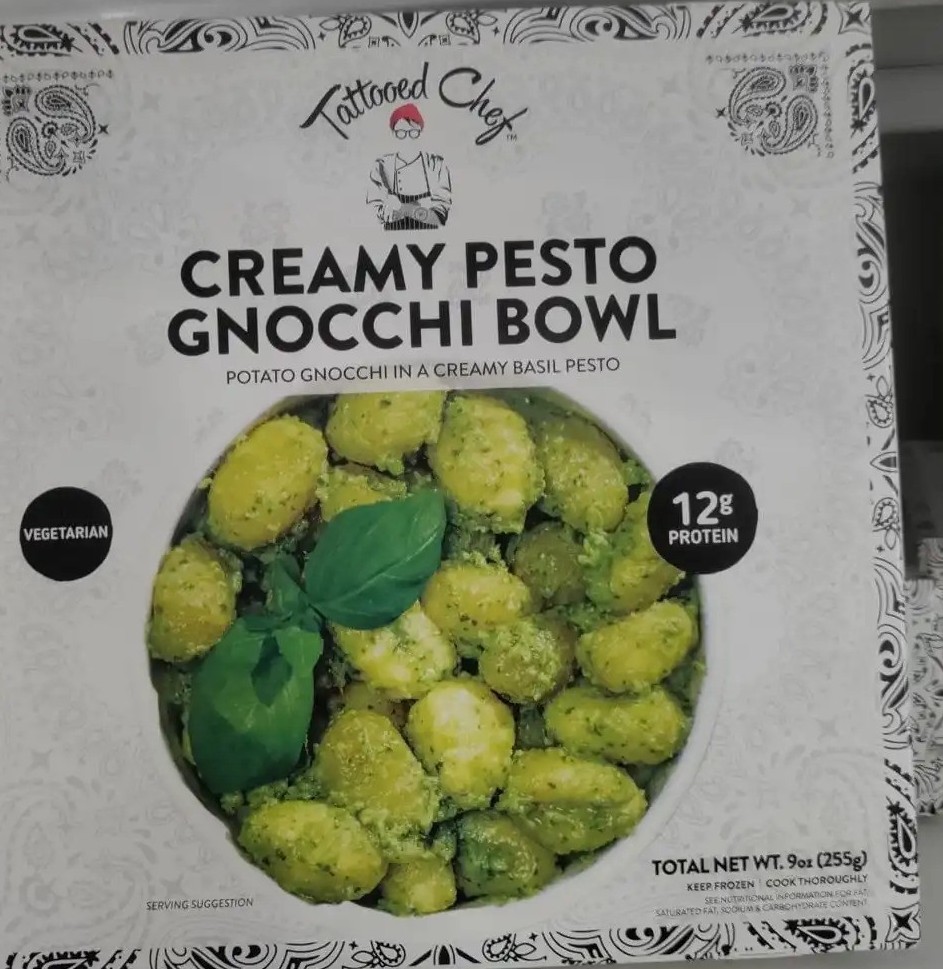 Tattooed Chef™
CREAMY PESTO
GNOCCHI BOWL
POTATO GNOCCHI IN A CREAMY BASIL PESTO
VEGETARIAN
12g
PROTEIN
TOTAL NET WT. 9oz (255g)
KEEP FROZEN | COOK THOROUGHLY
SEE NUTRITIONAL INFORMATION FOR FAT,
SATURATED FAT, SODIUM & CARBOHYDRATE CONTENT
SERVING SUGGESTION